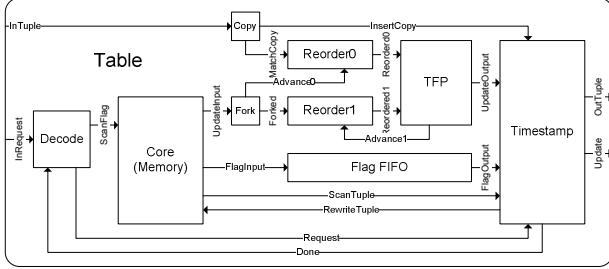 InTuple
Copy
InsertCopy
Table
MatchCopy
Reorder0
Reorderd0
TFP
UpdateOutput
OutTuple
Advance0
UpdateInput
Fork
Forked
Reorder1
Reordered1
Advance1
InRequest
Decode
ScanFlag
Core
(Memory)
Timestamp
Update
FlagInput
Flag FIFO
FlagOutput
ScanTuple
RewriteTuple
Request
Done